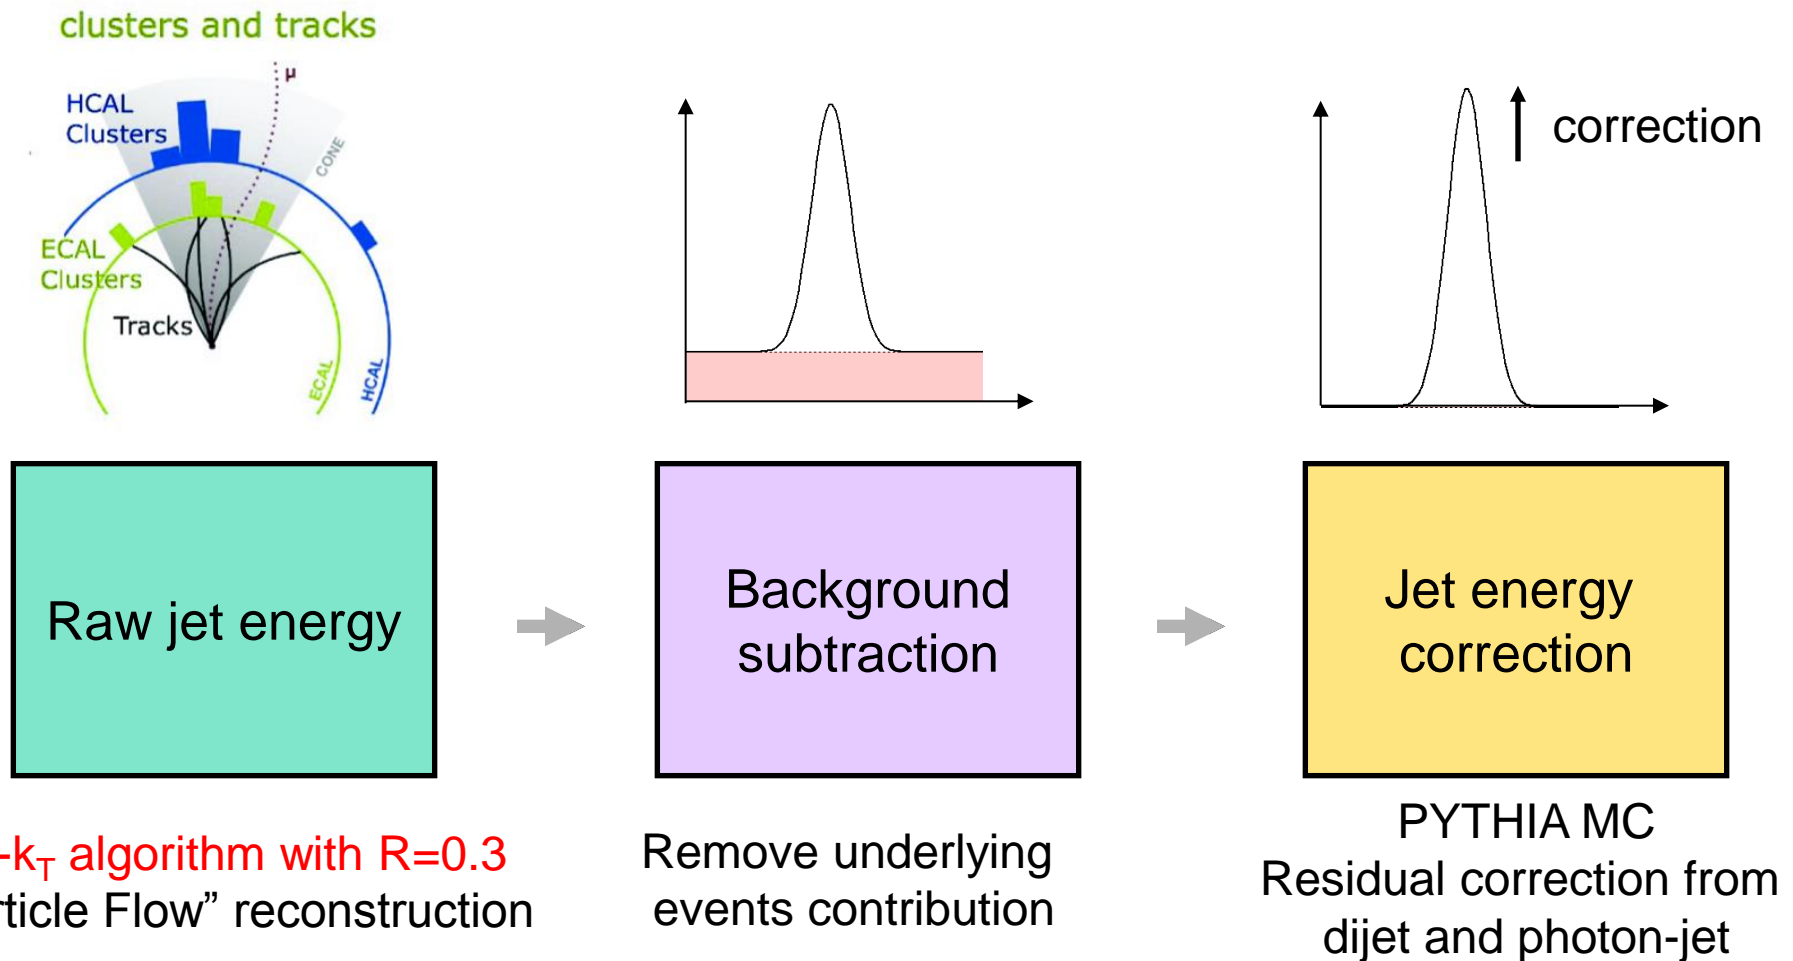 clusters and tracks
μ
HCAL
Clusters
CONE
ECAL
Clusters
Tracks
ECAL
HCAL
correction
Raw jet energy
Background
subtraction
Jet energy
correction
-kT algorithm with R=0.3
rticle Flow” reconstruction
Remove underlying
events contribution
PYTHIA MC
Residual correction from
dijet and photon-jet